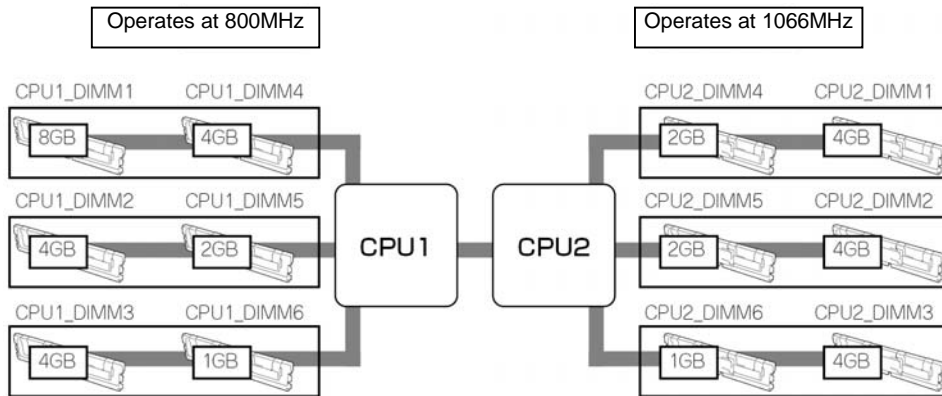 Operates at 800MHz
Operates at 1066MHz
CPU1_DIMM1 CPU1_DIMM4
8GB 4GB
CPU1_DIMM2 CPU1_DIMM5
4GB 2GB
CPU1_DIMM3 CPU1_DIMM6
4GB 1GB
CPU1
CPU2
CPU2_DIMM4 CPU2_DIMM1
2GB 4GB
CPU2_DIMM5 CPU2_DIMM2
2GB 4GB
CPU2_DIMM6 CPU2_DIMM3
1GB 4GB